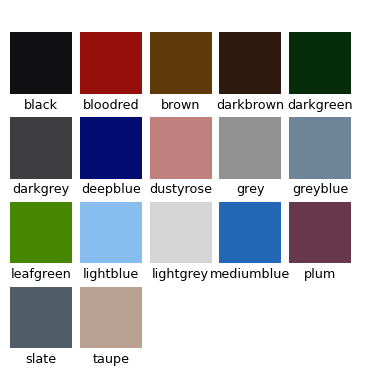 black bloodred brown darkbrown darkgreen
darkgrey deepblue dustyrose grey greyblue
leafgreen lightblue lightgrey mediumblue plum
slate taupe